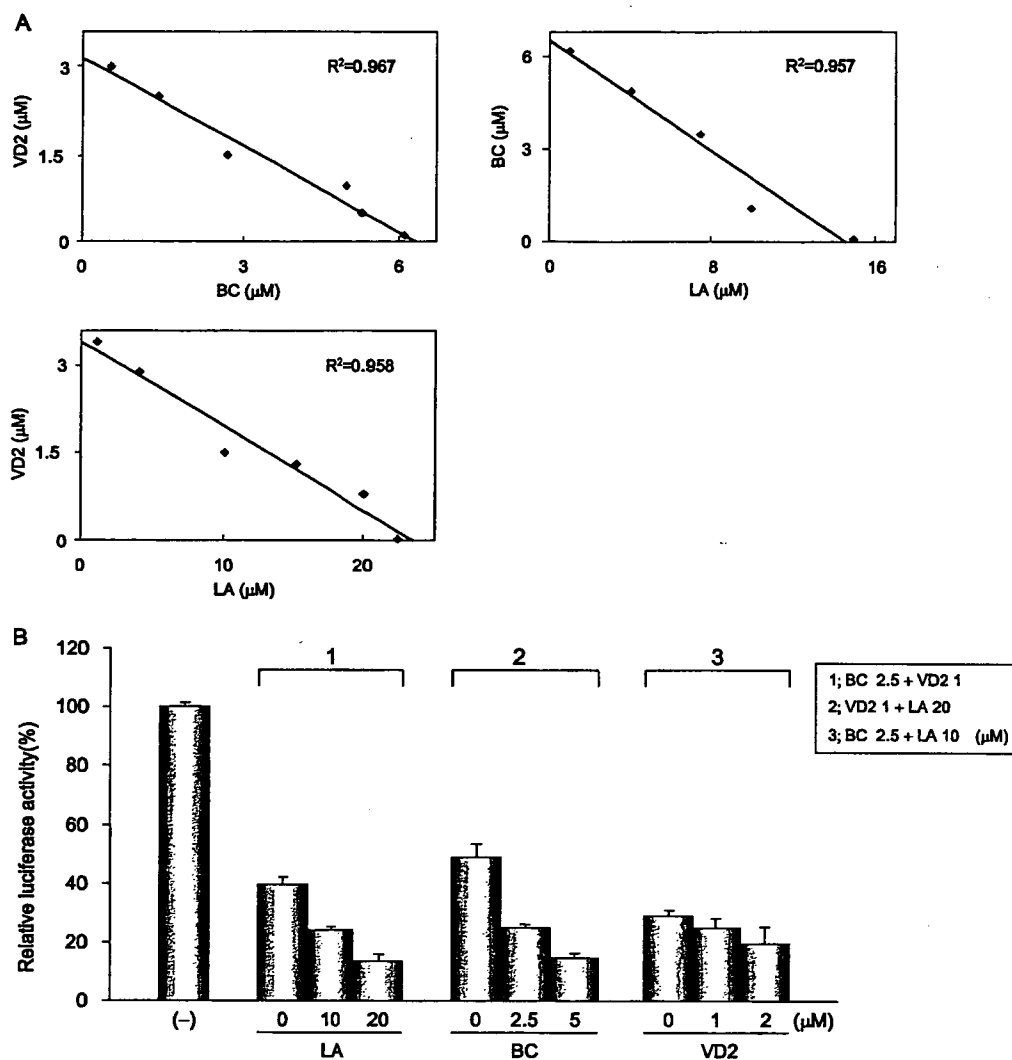 A
R²=0.967
VD2 (µM)
3
1.5
0
0 3 6
BC (µM)
R²=0.957
BC (µM)
6
3
0
0 8 16
LA (µM)
R²=0.958
VD2 (µM)
3
1.5
0
0 10 20
LA (µM)
B
Relative luciferase activity(%)
120
100
80
60
40
20
0
1 2 3
1; BC 2.5 + VD2 1
2; VD2 1 + LA 20
3; BC 2.5 + LA 10 (µM)
(–) 0 10 20 0 2.5 5 0 1 2 (µM)
LA BC VD2